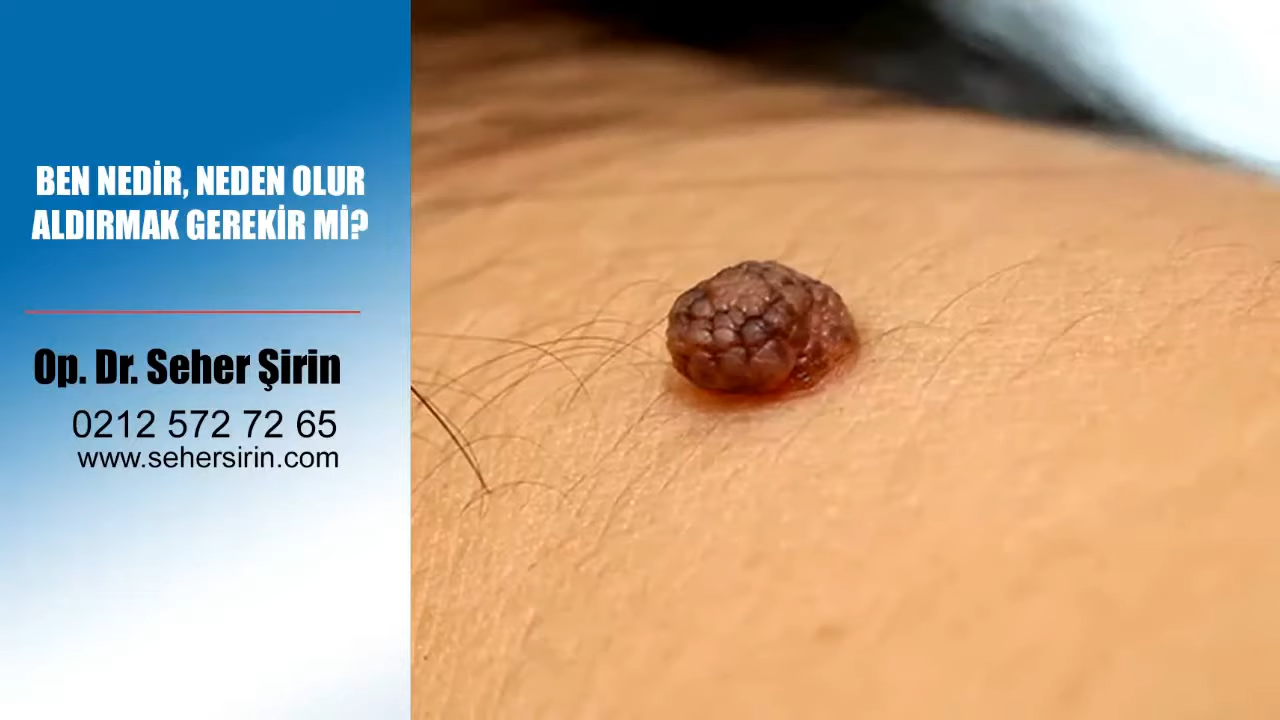 BEN NEDİR, NEDEN OLUR
ALDIRMAK GEREKİR Mİ?
Op. Dr. Seher Şirin
0212 572 72 65
www.sehersirin.com